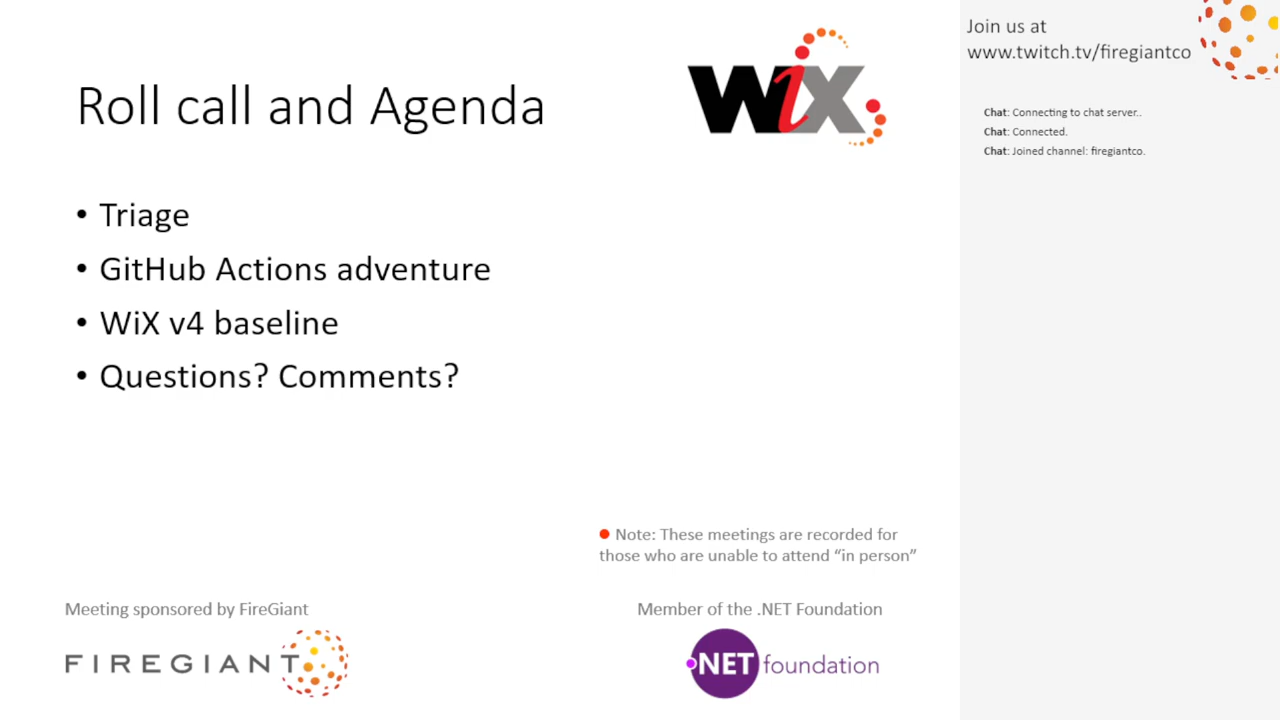 Roll call and Agenda
WiX
• Triage
• GitHub Actions adventure
• WiX v4 baseline
• Questions? Comments?
Note: These meetings are recorded for
those who are unable to attend “in person”
Meeting sponsored by FireGiant
FIREGIANT
Member of the .NET Foundation
.NET foundation
Join us at
www.twitch.tv/firegiantco
Chat: Connecting to chat server..
Chat: Connected.
Chat: Joined channel: firegiantco.